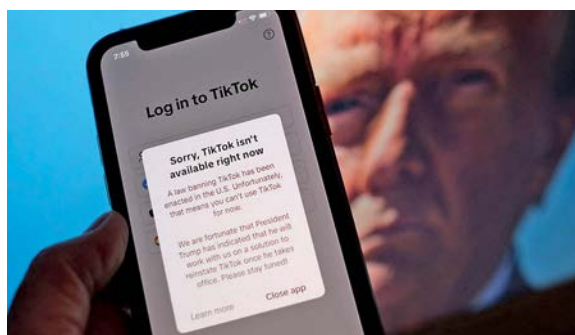 7:55
Log in to TikTok
Sorry, TikTok isn't
available right now
A law banning TikTok has been
enacted in the U.S. Unfortunately,
that means you can't use TikTok
for now.
We are fortunate that President
Trump has indicated that he will
work with us on a solution to
reinstate TikTok once he takes
office. Please stay tuned!
Learn more
Close app